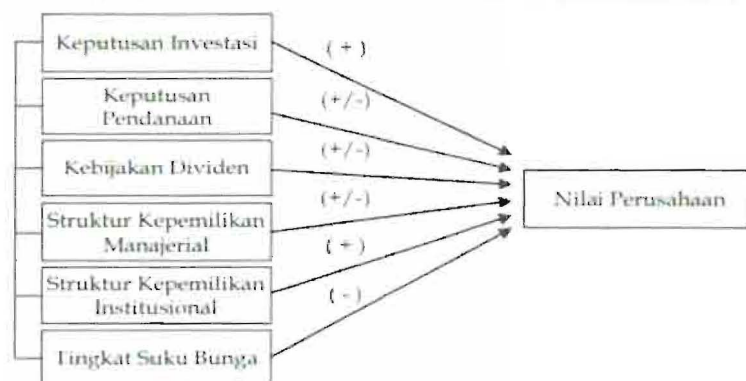 Keputusan Investasi
( + )
Keputusan
Pendanaan
(+/-)
Kebijakan Dividen
(+/-)
Nilai Perusahaan
Struktur Kepemilikan
Manajerial
(+/-)
Struktur Kepemilikan
Institusional
( + )
Tingkat Suku Bunga
( - )